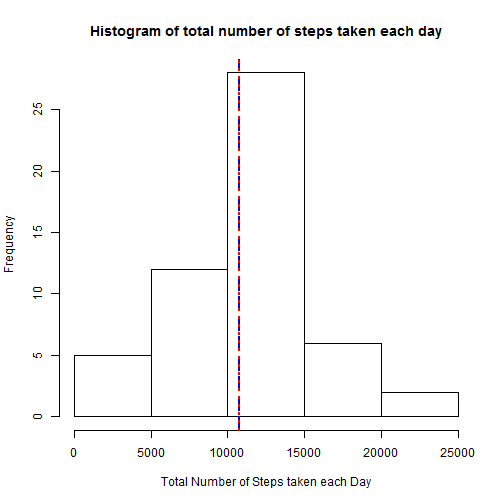 Histogram of total number of steps taken each day
Frequency
25
20
15
10
5
0
0 5000 10000 15000 20000 25000
Total Number of Steps taken each Day